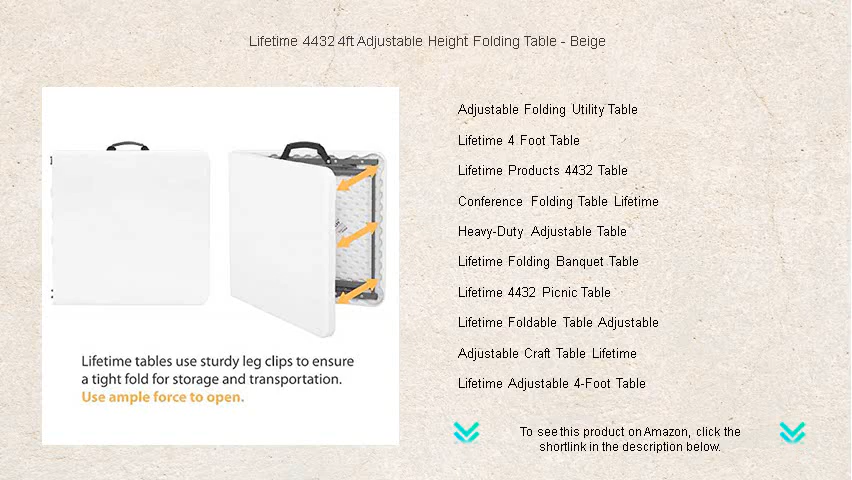 Lifetime 4432 4ft Adjustable Height Folding Table - Beige
Adjustable Folding Utility Table
Lifetime 4 Foot Table
Lifetime Products 4432 Table
Conference Folding Table Lifetime
Heavy-Duty Adjustable Table
Lifetime Folding Banquet Table
Lifetime 4432 Picnic Table
Lifetime Foldable Table Adjustable
Adjustable Craft Table Lifetime
Lifetime Adjustable 4-Foot Table
Lifetime tables use sturdy leg clips to ensure
a tight fold for storage and transportation.
Use ample force to open.
To see this product on Amazon, click the
shortlink in the description below.